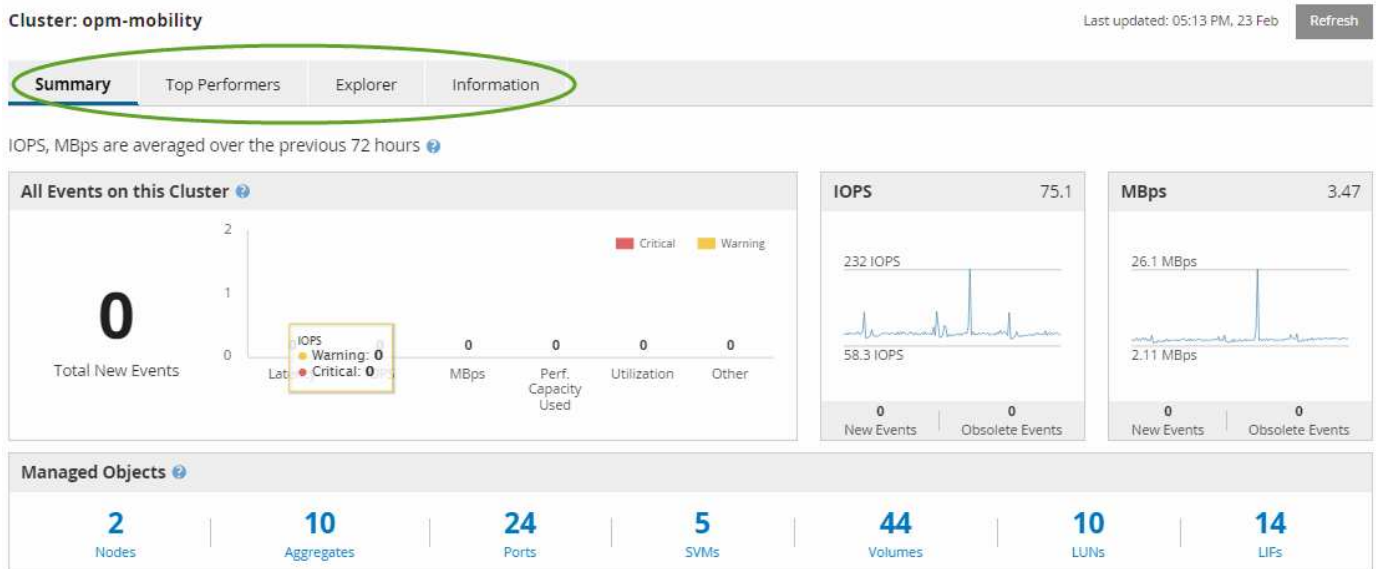 Cluster: opm-mobility
Last updated: 05:13 PM, 23 Feb Refresh
Summary Top Performers Explorer Information
IOPS, MBps are averaged over the previous 72 hours ?
All Events on this Cluster ?
2
Critical Warning
1
0
Total New Events
0
IOPS
Warning: 0
Critical: 0
0 0 0 0
MBps Perf. Capacity Used Utilization Other
IOPS 75.1
232 IOPS
58.3 IOPS
0 0
New Events Obsolete Events
MBps 3.47
26.1 MBps
2.11 MBps
0 0
New Events Obsolete Events
Managed Objects ?
2 10 24 5 44 10 14
Nodes Aggregates Ports SVMs Volumes LUNs LIFs